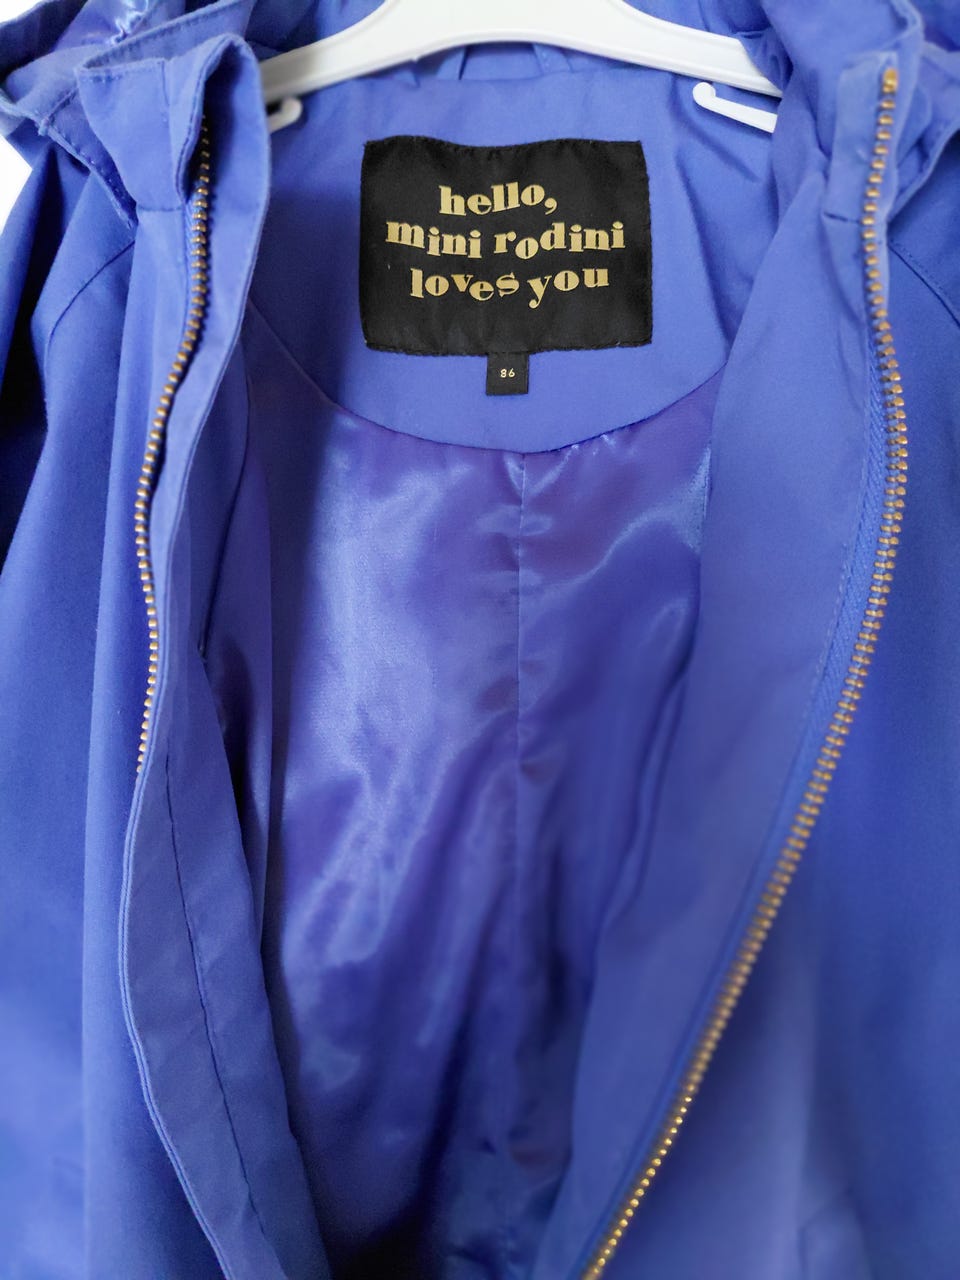 hello,
mini rodini
loves you
86